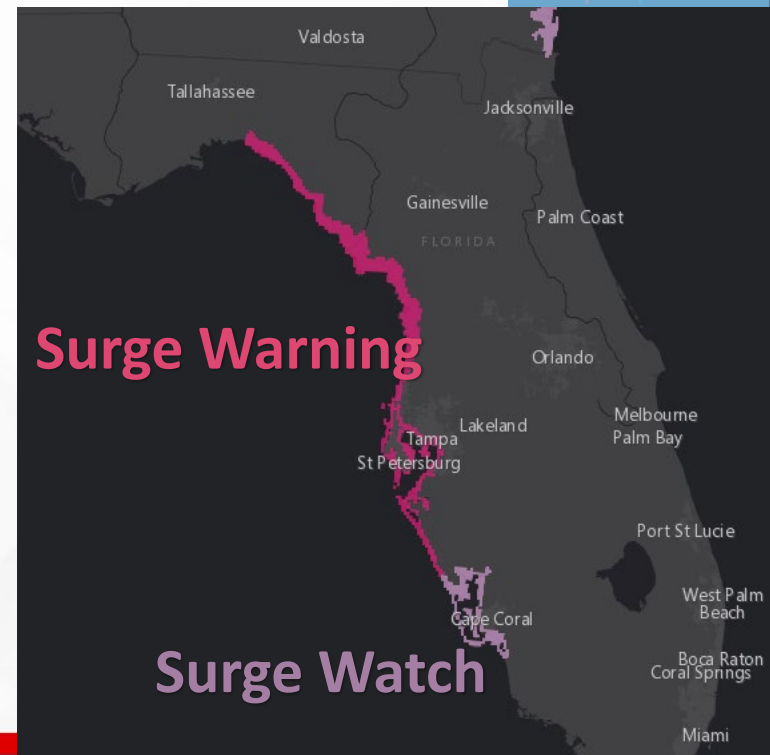 Valdosta
Tallahassee
Jacksonville
Gainesville
Palm Coast
FLORIDA
Surge Warning
Orlando
Melbourne
Palm Bay
Lakeland
Tampa
St Petersburg
Port St Lucie
West Palm
Beach
Cape Coral
Surge Watch
Boca Raton
Coral Springs
Miami